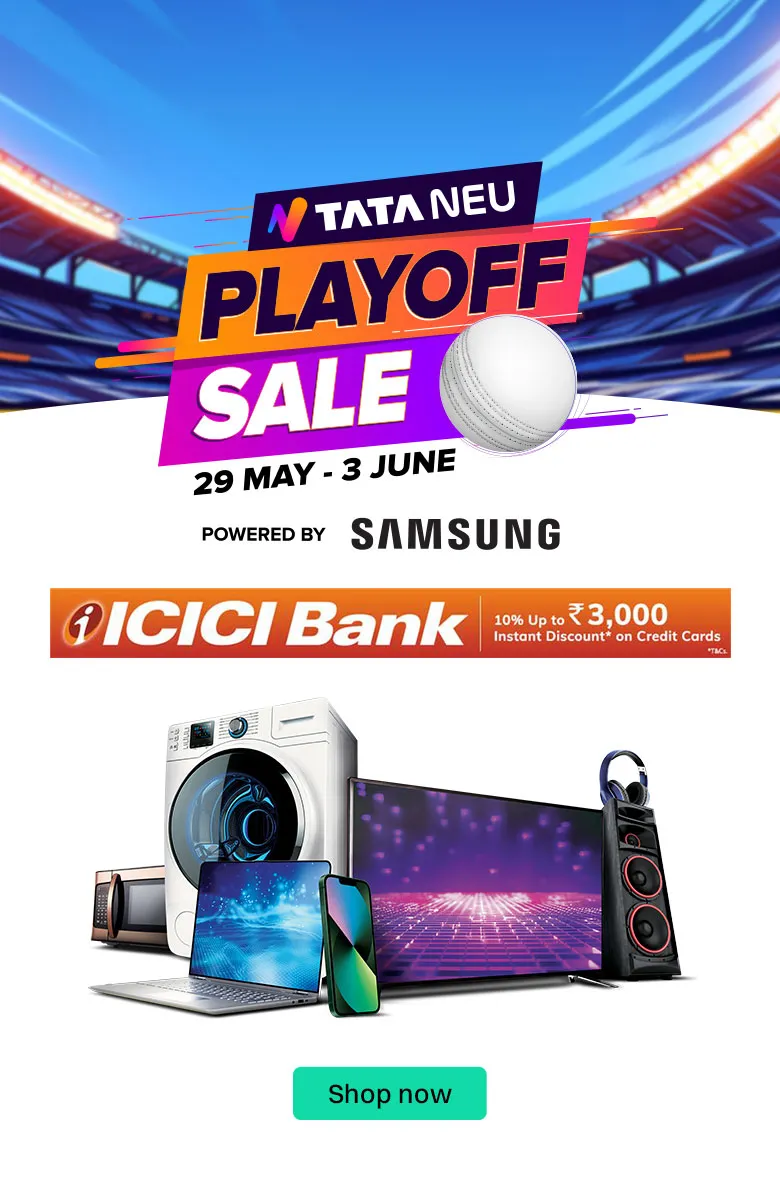 TATA NEU
PLAYOFF
SALE
29 MAY - 3 JUNE
POWERED BY SAMSUNG
ICICI Bank
10% Up to ₹3,000
Instant Discount* on Credit Cards
*T&Cs.
Shop now